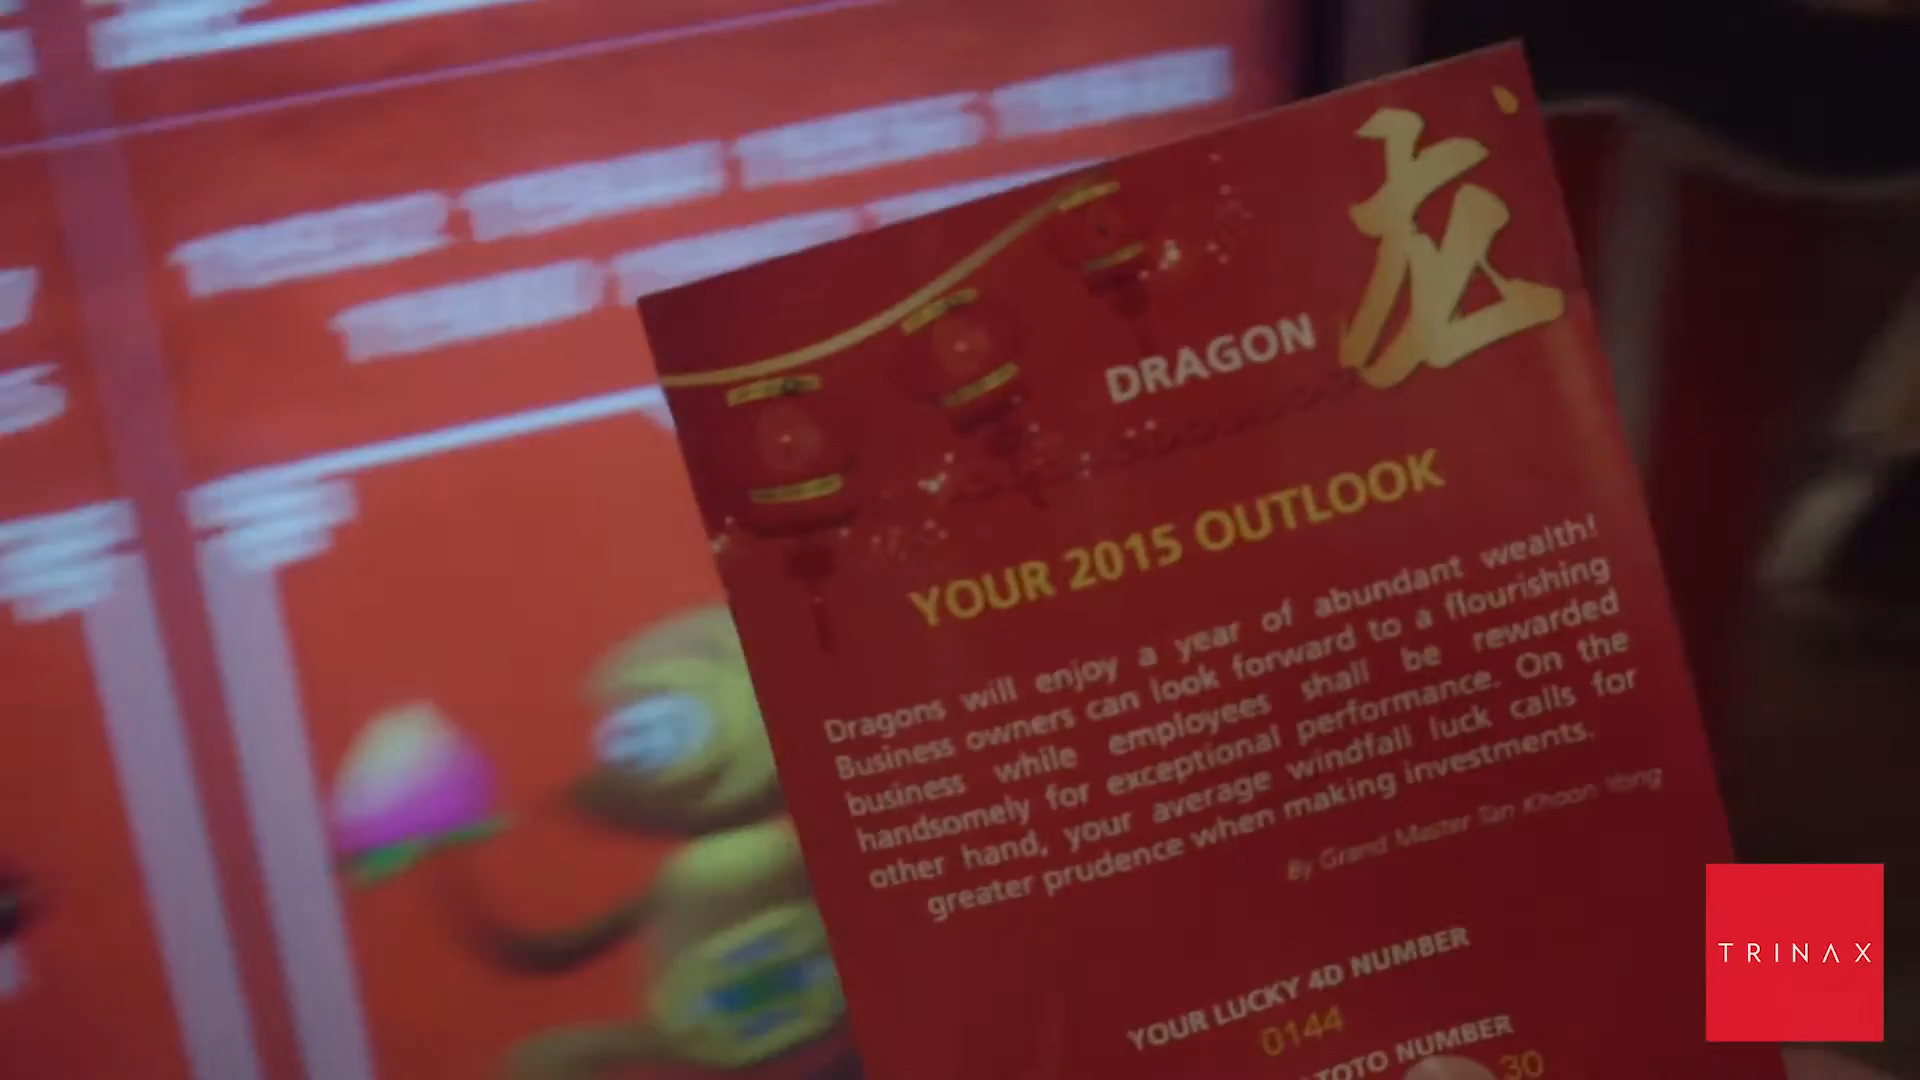 龙
DRAGON
YOUR 2015 OUTLOOK
Dragons will enjoy a year of abundant wealth!
Business owners can look forward to a flourishing
business while employees shall be rewarded
handsomely for exceptional performance. On the
other hand, your average windfall luck calls for
greater prudence when making investments.
By Grand Master Tan Khoon Yong
YOUR LUCKY 4D NUMBER
0144
TOTO NUMBER
30
TRINAX